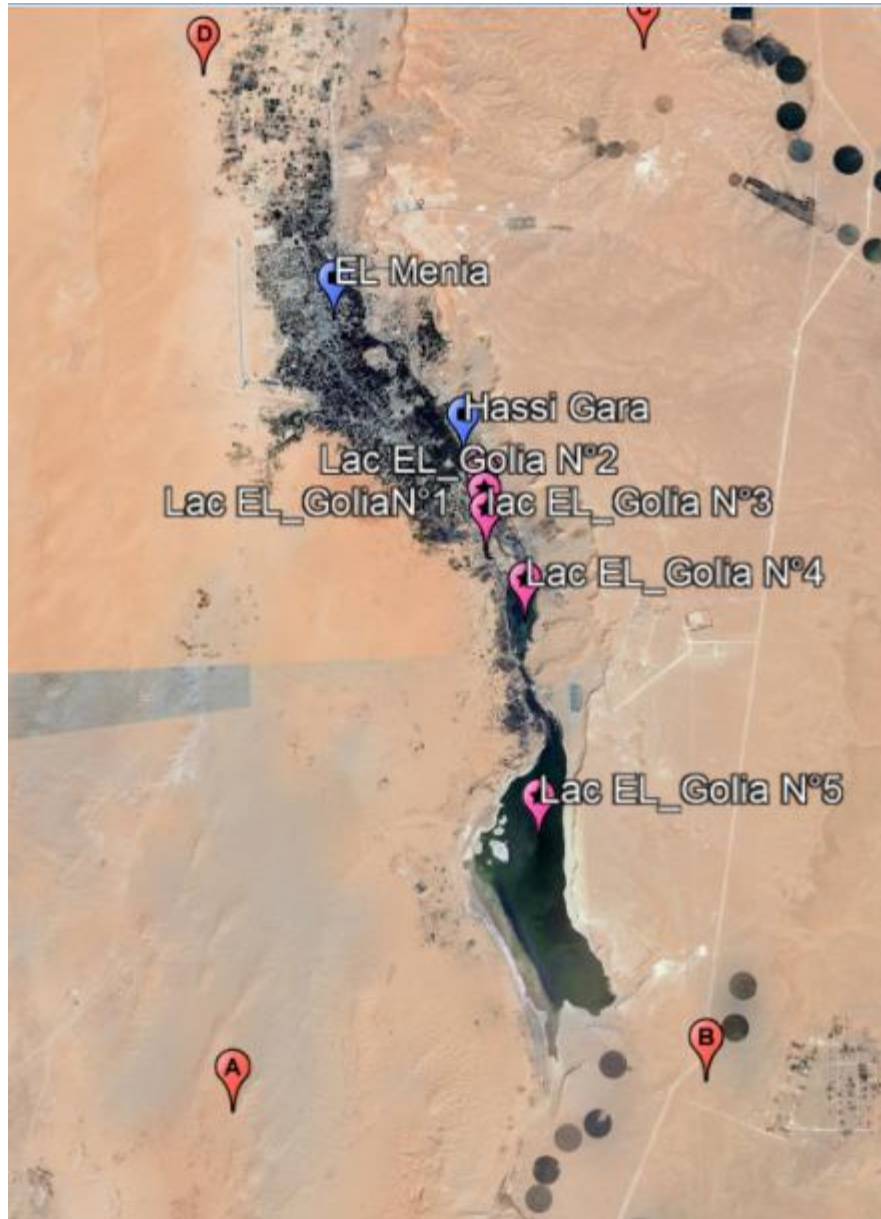 D
C
EL Menia
Hassi Gara
Lac EL_Golia N°2
Lac EL_GoliaN°1
lac EL_Golia N°3
Lac EL_Golia N°4
Lac EL_Golia N°5
B
A